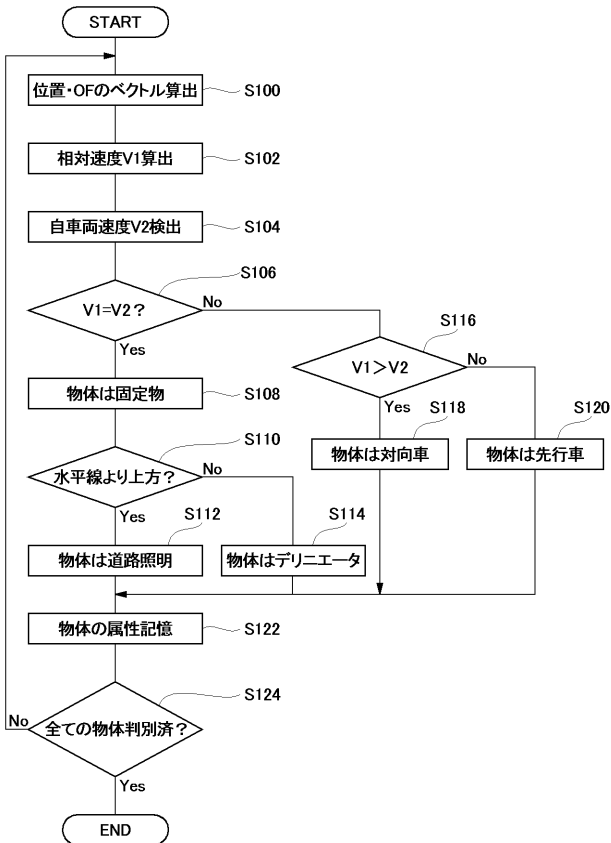 START
位置・OFのベクトル算出
S100
相対速度V1算出
S102
自車両速度V2検出
S104
V1=V2？
S106
No
Yes
V1＞V2
S116
No
Yes
物体は固定物
S108
物体は対向車
S118
物体は先行車
S120
水平線より上方？
S110
No
Yes
物体は道路照明
S112
物体はデリニエータ
S114
物体の属性記憶
S122
全ての物体判別済？
S124
No
Yes
END